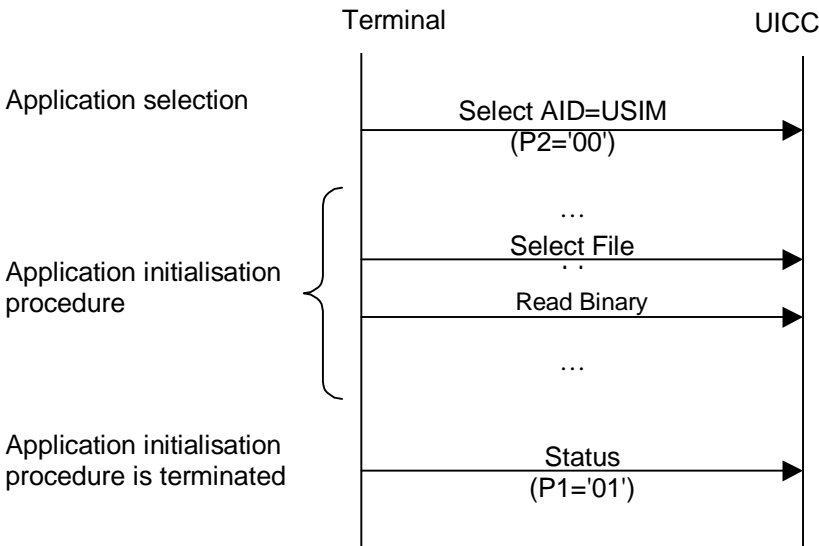 Terminal
UICC
Application selection
Select AID=USIM
(P2='00')
...
Select File
. .
Application initialisation
procedure
Read Binary
...
Application initialisation
procedure is terminated
Status
(P1='01')